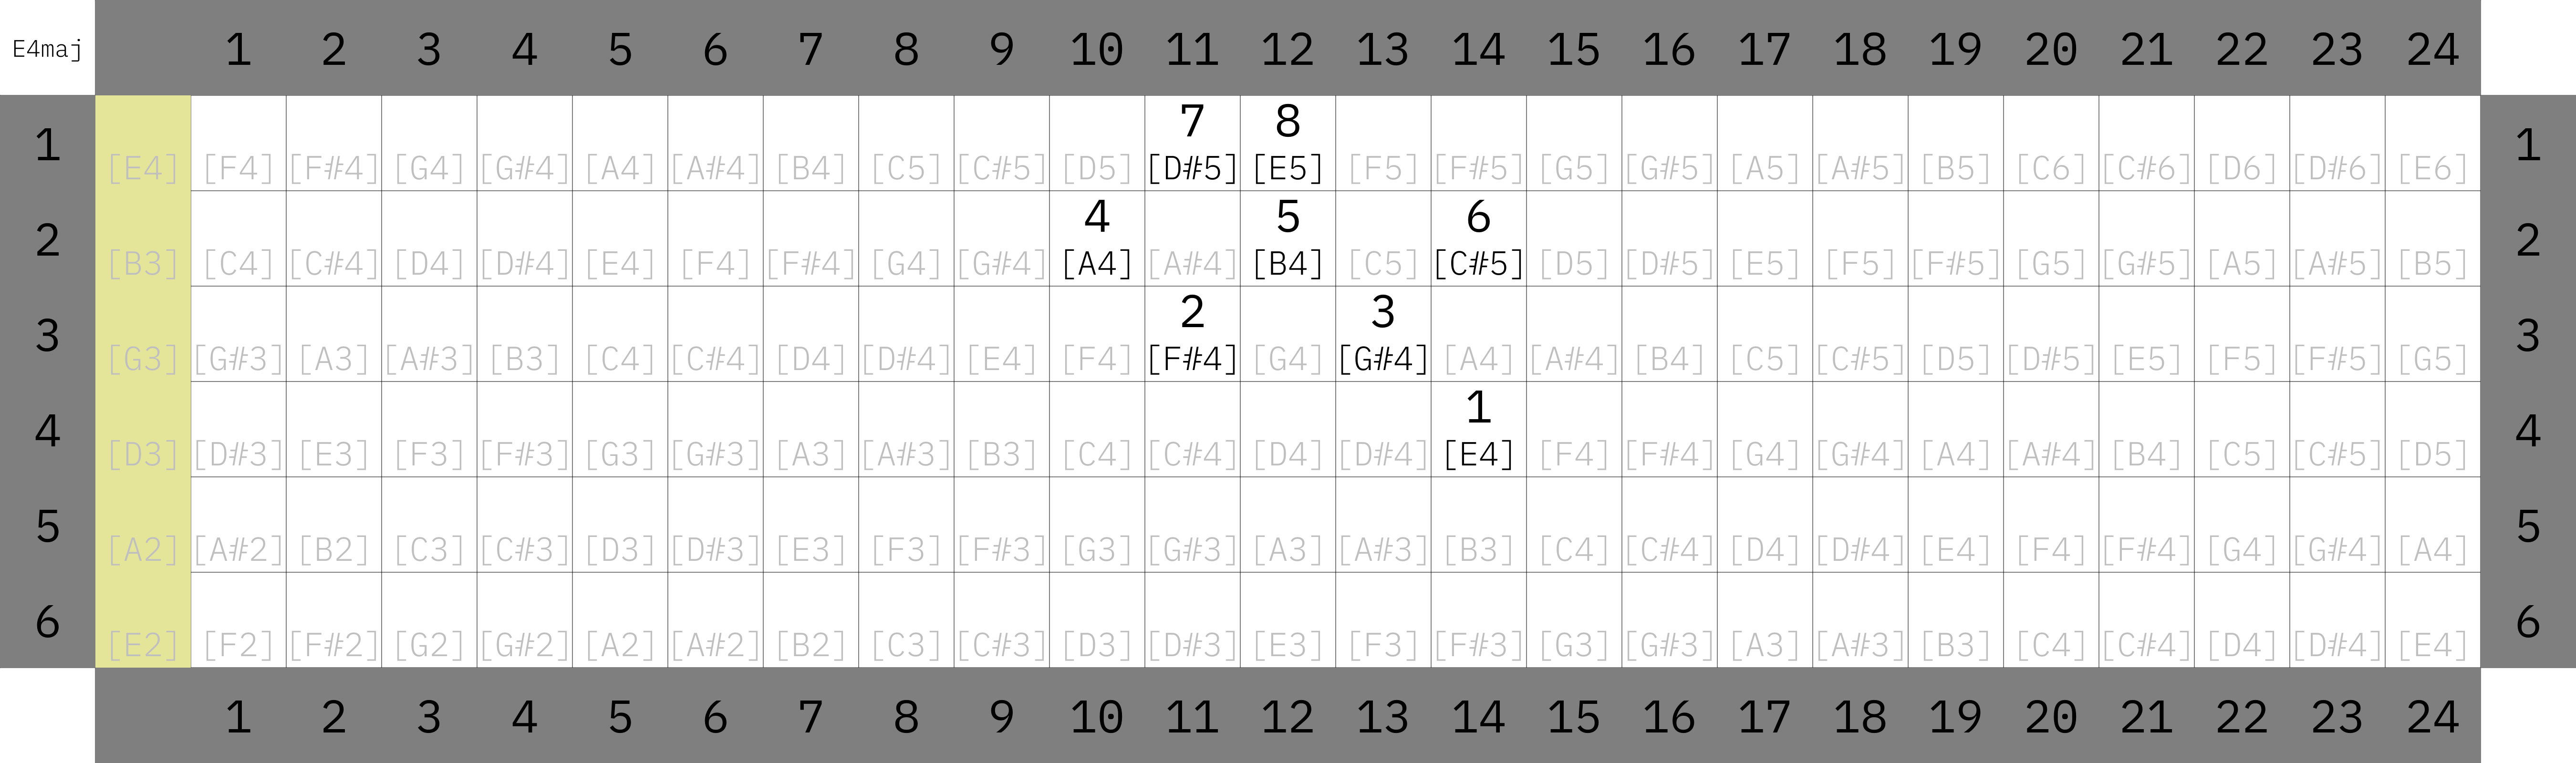 E4maj 1 2 3 4 5 6 7 8 9 10 11 12 13 14 15 16 17 18 19 20 21 22 23 24
7 8
1 [E4] [F4] [F#4] [G4] [G#4] [A4] [A#4] [B4] [C5] [C#5] [D5] [D#5] [E5] [F5] [F#5] [G5] [G#5] [A5] [A#5] [B5] [C6] [C#6] [D6] [D#6] [E6] 1
4 5 6
2 [B3] [C4] [C#4] [D4] [D#4] [E4] [F4] [F#4] [G4] [G#4] [A4] [A#4] [B4] [C5] [C#5] [D5] [D#5] [E5] [F5] [F#5] [G5] [G#5] [A5] [A#5] [B5] 2
2 3
3 [G3] [G#3] [A3] [A#3] [B3] [C4] [C#4] [D4] [D#4] [E4] [F4] [F#4] [G4] [G#4] [A4] [A#4] [B4] [C5] [C#5] [D5] [D#5] [E5] [F5] [F#5] [G5] 3
1
4 [D3] [D#3] [E3] [F3] [F#3] [G3] [G#3] [A3] [A#3] [B3] [C4] [C#4] [D4] [D#4] [E4] [F4] [F#4] [G4] [G#4] [A4] [A#4] [B4] [C5] [C#5] [D5] 4
5 [A2] [A#2] [B2] [C3] [C#3] [D3] [D#3] [E3] [F3] [F#3] [G3] [G#3] [A3] [A#3] [B3] [C4] [C#4] [D4] [D#4] [E4] [F4] [F#4] [G4] [G#4] [A4] 5
6 [E2] [F2] [F#2] [G2] [G#2] [A2] [A#2] [B2] [C3] [C#3] [D3] [D#3] [E3] [F3] [F#3] [G3] [G#3] [A3] [A#3] [B3] [C4] [C#4] [D4] [D#4] [E4] 6
1 2 3 4 5 6 7 8 9 10 11 12 13 14 15 16 17 18 19 20 21 22 23 24